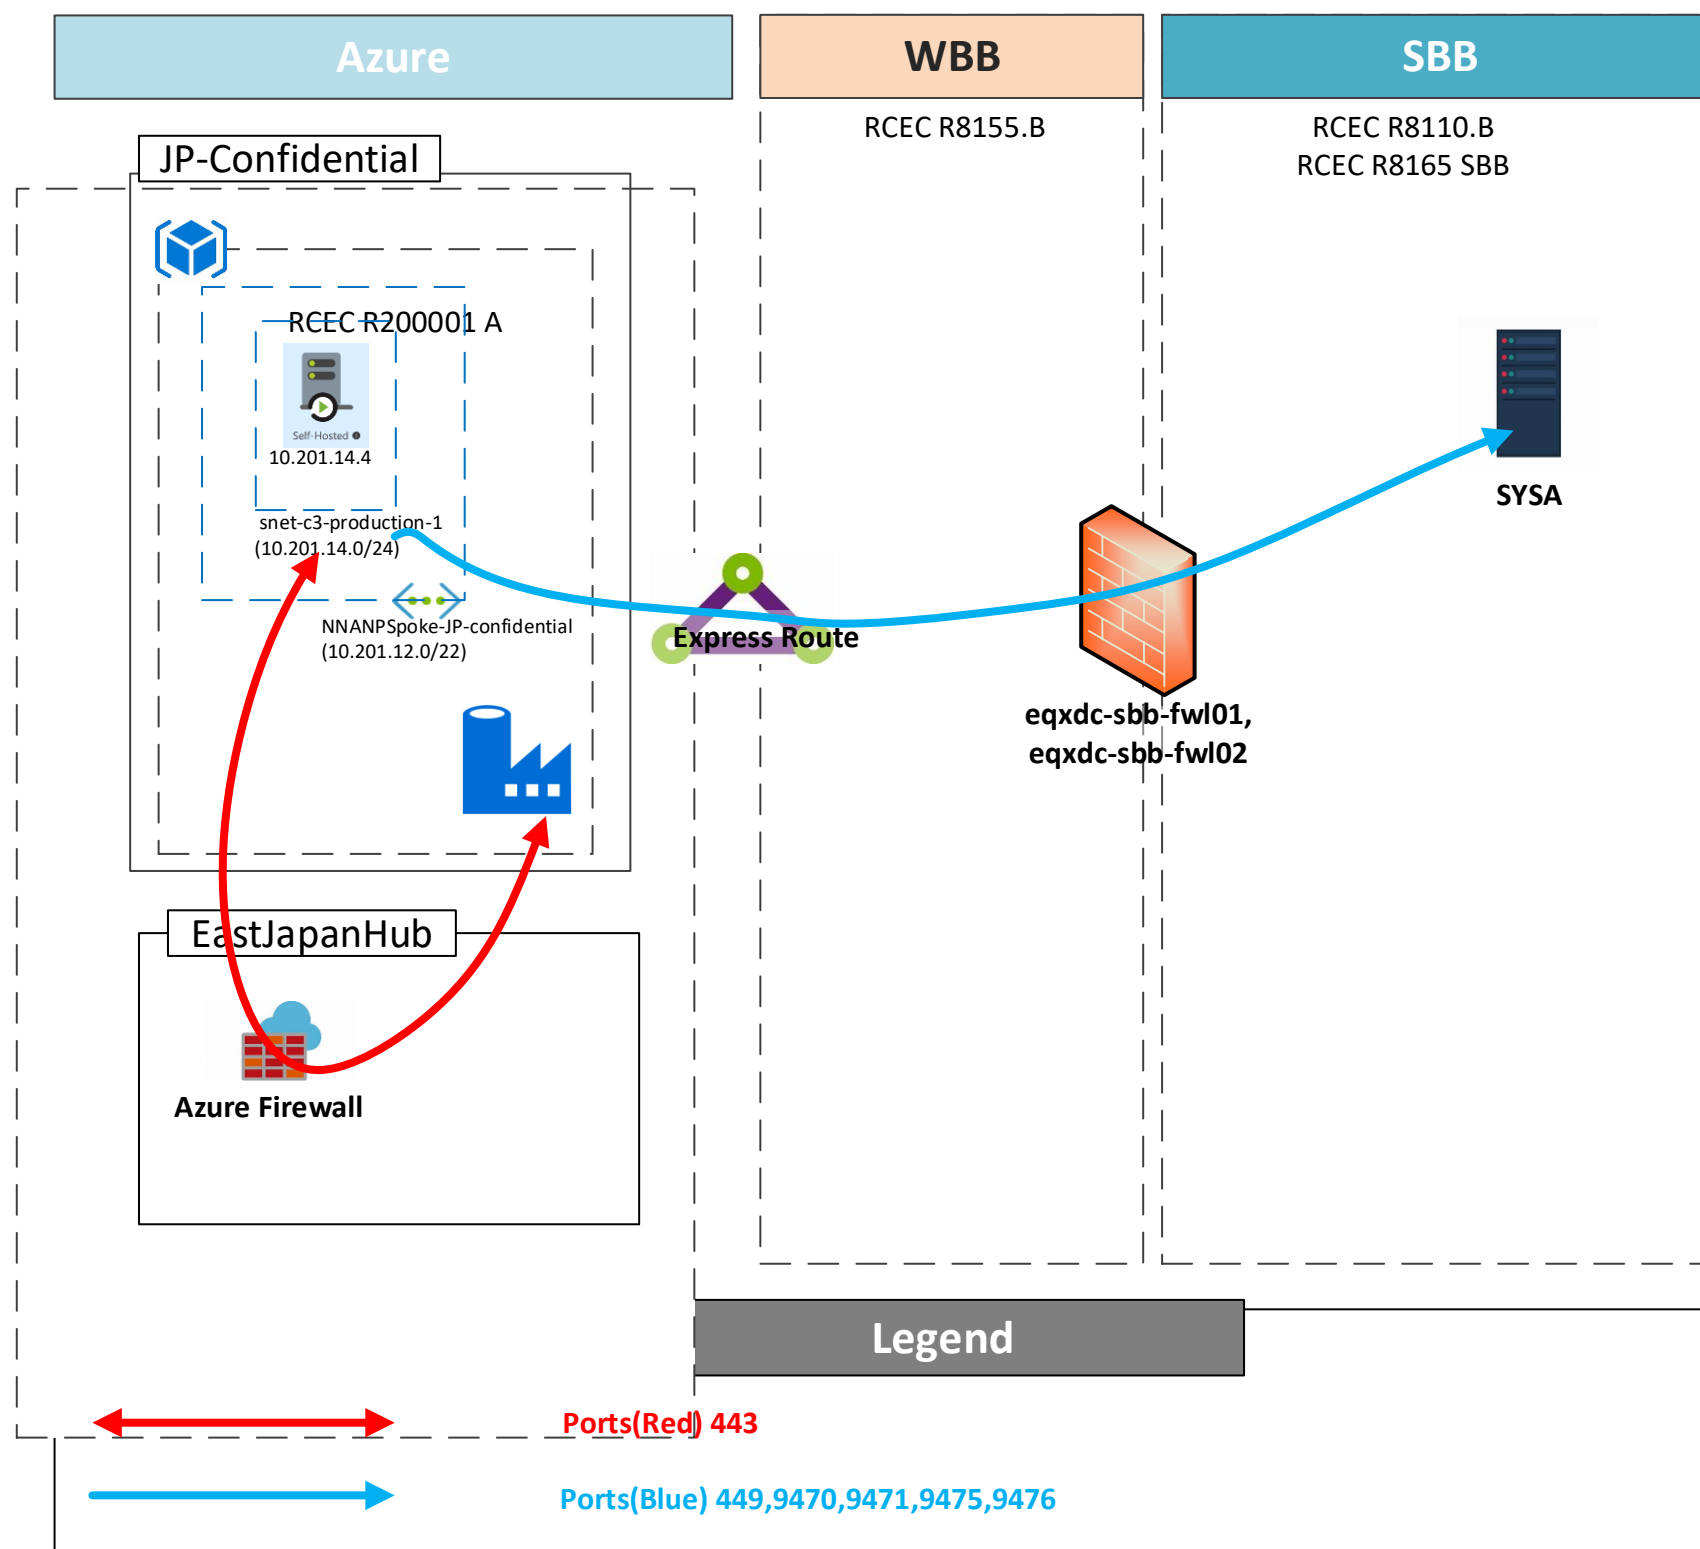 Azure
WBB
SBB
RCEC R8155.B
RCEC R8110.B
RCEC R8165 SBB
JP-Confidential
RCEC R200001 A
Self-Hosted
10.201.14.4
snet-c3-production-1
(10.201.14.0/24)
NNANPSpoke-JP-confidential
(10.201.12.0/22)
Express Route
SYSA
eqxdc-sbb-fwl01,
eqxdc-sbb-fwl02
EastJapanHub
Azure Firewall
Legend
Ports(Red) 443
Ports(Blue) 449,9470,9471,9475,9476